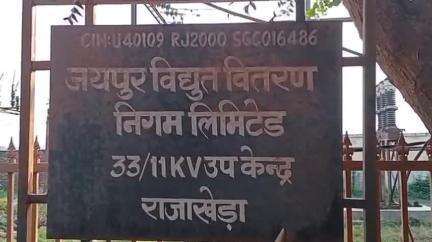 CIN:U40109 RJ2000 SGC016486
जयपुर विद्युत वितरण
निगम लिमिटेड
33/11KV उप केन्द्र
राजाखेड़ा